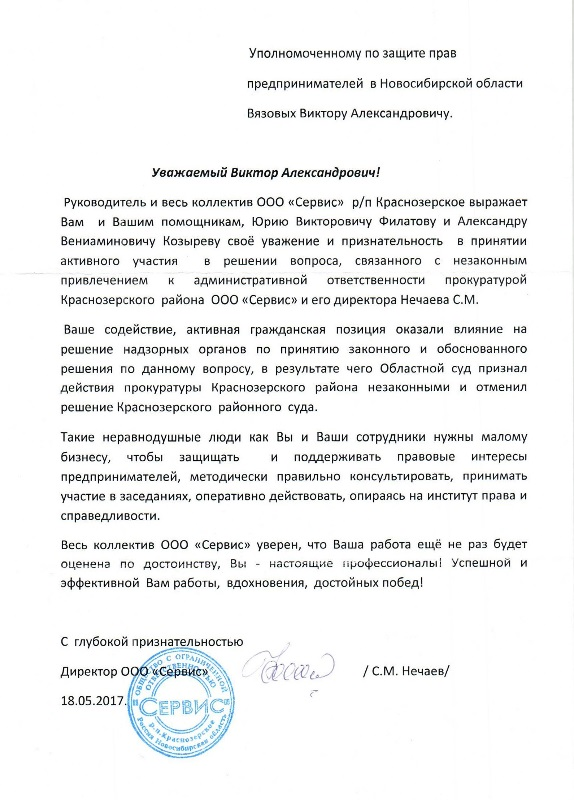 Уполномоченному по защите прав
предпринимателей в Новосибирской области
Вязовых Виктору Александровичу.
Уважаемый Виктор Александрович!
Руководитель и весь коллектив ООО «Сервис» р/п Краснозерское выражает
Вам и Вашим помощникам, Юрию Викторовичу Филатову и Александру
Вениаминовичу Козыреву своё уважение и признательность в принятии
активного участия в решении вопроса, связанного с незаконным
привлечением к административной ответственности прокуратурой
Краснозерского района ООО «Сервис» и его директора Нечаева С.М.
Ваше содействие, активная гражданская позиция оказали влияние на
решение надзорных органов по принятию законного и обоснованного
решения по данному вопросу, в результате чего Областной суд признал
действия прокуратуры Краснозерского района незаконными и отменил
решение Краснозерского районного суда.
Такие неравнодушные люди как Вы и Ваши сотрудники нужны малому
бизнесу, чтобы защищать и поддерживать правовые интересы
предпринимателей, методически правильно консультировать, принимать
участие в заседаниях, оперативно действовать, опираясь на институт права и
справедливости.
Весь коллектив ООО «Сервис» уверен, что Ваша работа ещё не раз будет
оценена по достоинству, Вы - настоящие профессионалы! Успешной и
эффективной Вам работы, вдохновения, достойных побед!
С глубокой признательностью
Директор ООО «Сервис» / С.М. Нечаев/
18.05.2017.
ОБЩЕСТВО С ОГРАНИЧЕННОЙ
ОТВЕТСТВЕННОСТЬЮ
СЕРВИС
р.п.Краснозерское
Россия Новосибирская область